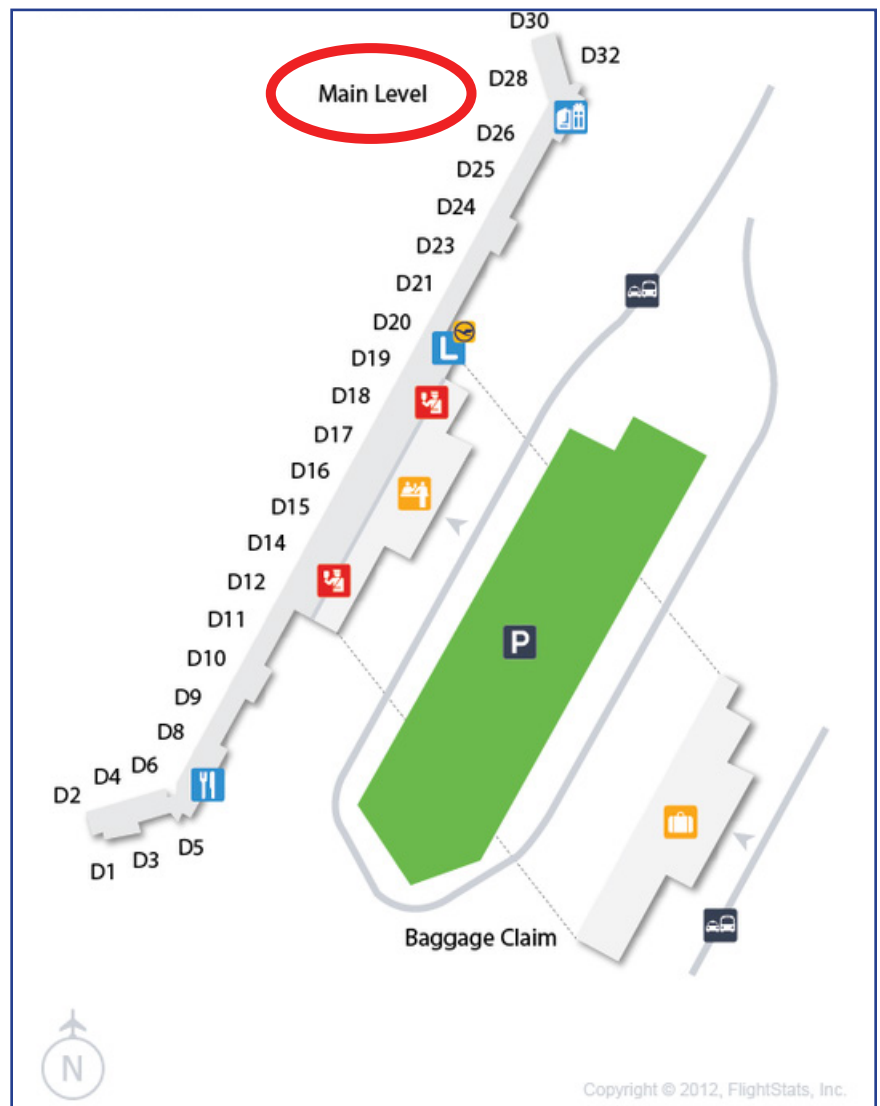 D30
D32
Main Level
D28
D26
D25
D24
D23
D21
D20
L
D19
D18
D17
D16
D15
D14
D12
D11
P
D10
D9
D8
D6
D4
D2
D5
D3
D1
Baggage Claim
N
Copyright © 2012, FlightStats, Inc.